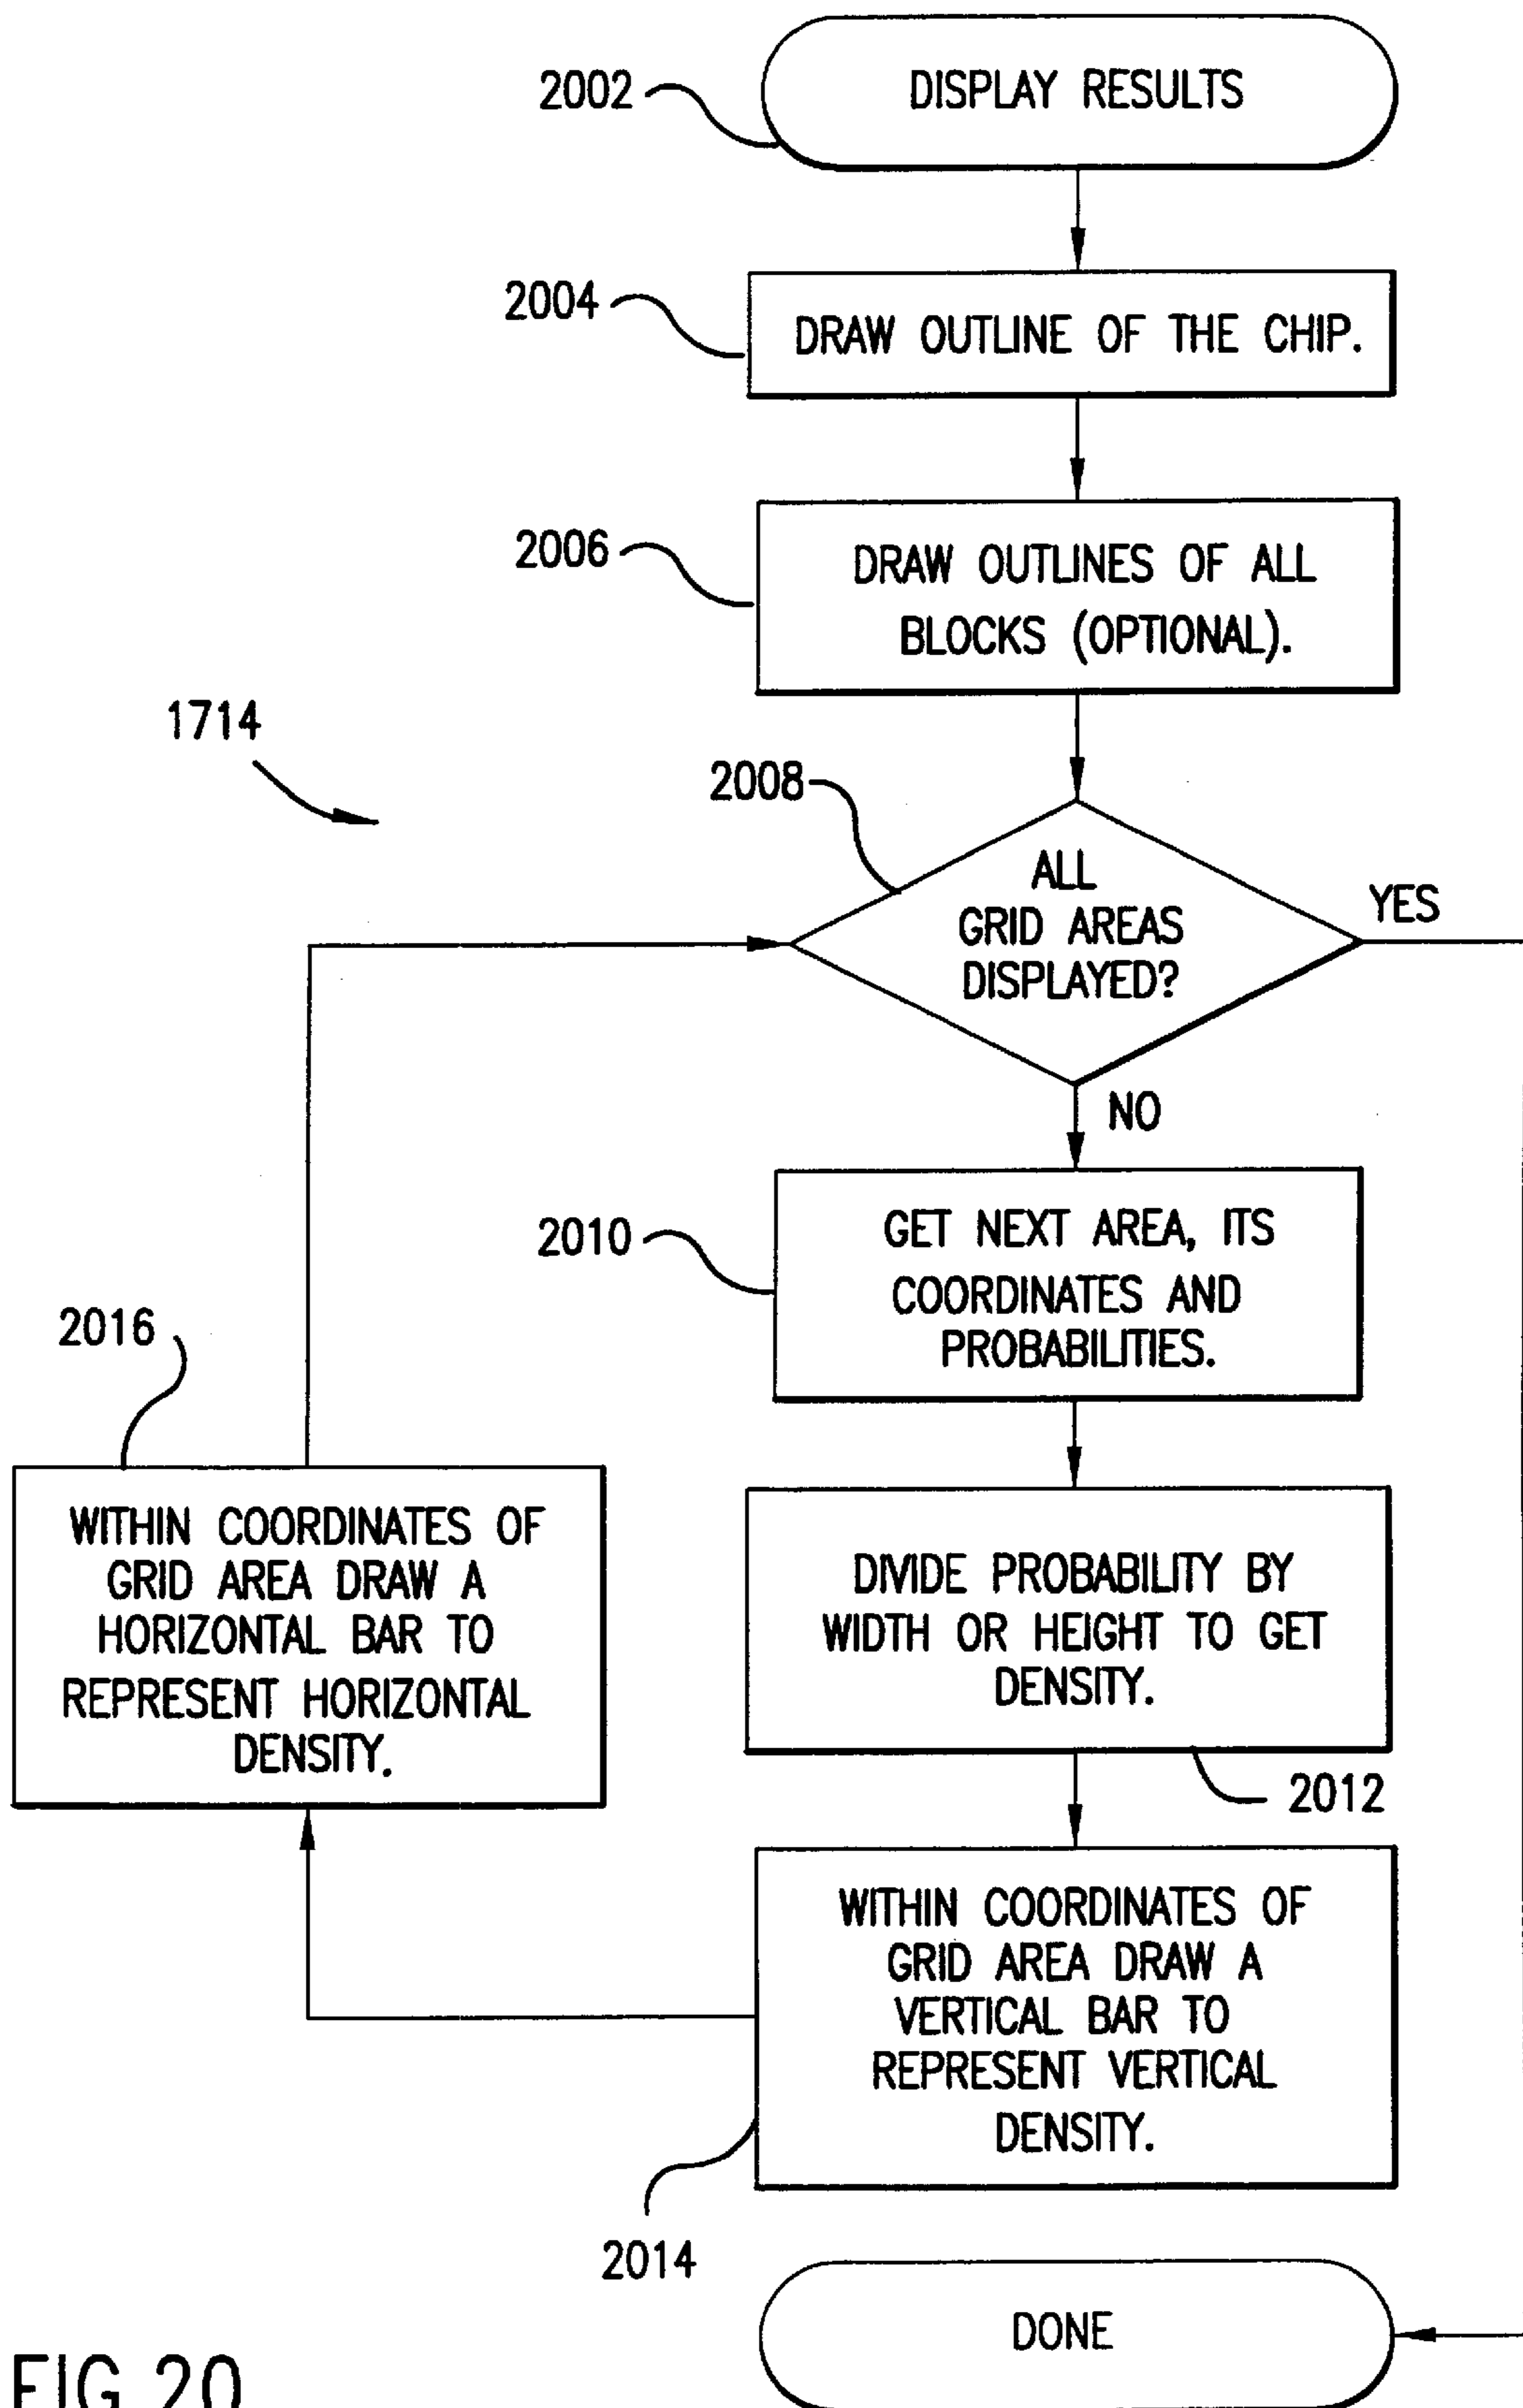 2002
DISPLAY RESULTS
2004
DRAW OUTLINE OF THE CHIP.
2006
DRAW OUTLINES OF ALL
BLOCKS (OPTIONAL).
1714
2008
ALL
GRID AREAS
DISPLAYED?
YES
NO
2010
GET NEXT AREA, ITS
COORDINATES AND
PROBABILITIES.
2016
WITHIN COORDINATES OF
GRID AREA DRAW A
HORIZONTAL BAR TO
REPRESENT HORIZONTAL
DENSITY.
DIVIDE PROBABILITY BY
WIDTH OR HEIGHT TO GET
DENSITY.
2012
WITHIN COORDINATES OF
GRID AREA DRAW A
VERTICAL BAR TO
REPRESENT VERTICAL
DENSITY.
2014
DONE
FIG.20